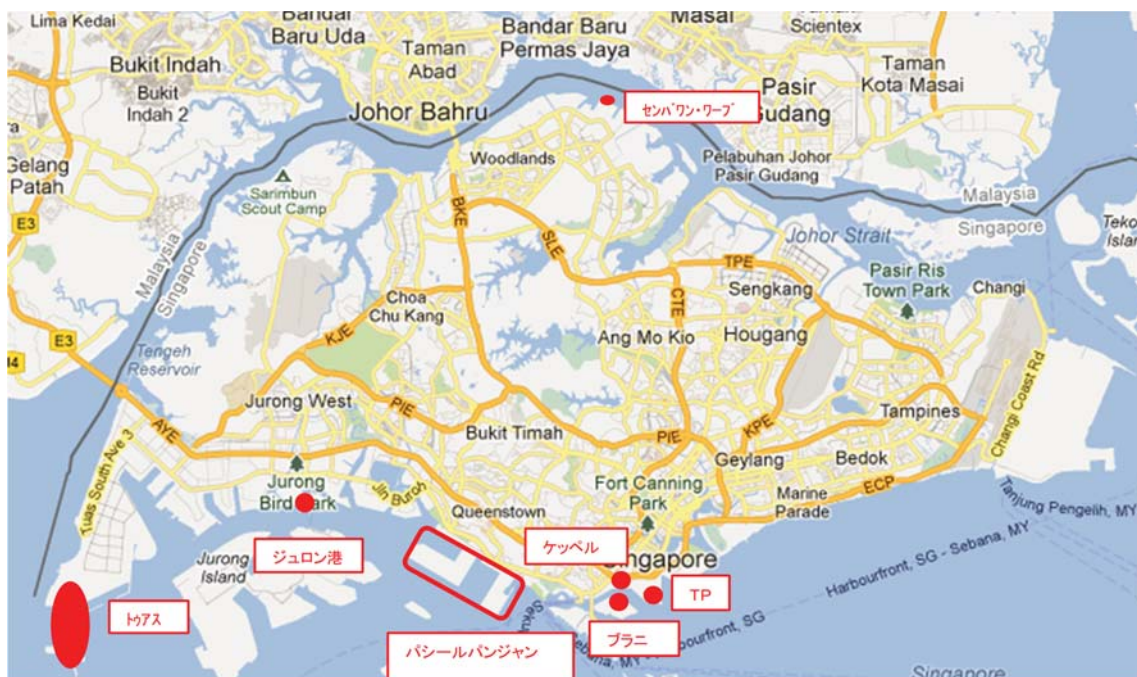 Lima Kedai
Bandar
Baru Uda
Taman
Abad
Bandar Baru
Permas Jaya
Masai
Taman
Scientex
Bukit Indah
Bukit
Indah 2
Johor Bahru
センバワン・ワーブ
Pasir
Gudang
Taman
Kota Masai
Gelang
Patah
Woodlands
Pelabuhan Johor
Pasir Gudang
Sarimbun
Scout Camp
E3
BKE
SLE
Malaysia
Singapore
Malaysia
Singapore
Johor Strait
TPE
Pasir Ris
Town Park
Changi
Sengkang
Choa
Chu Kang
CTE
Ang Mo Kio
Hougang
E3
KJE
Tengeh
Reservoir
Jurong West
PIE
AYE
Bukit Timah
PIE
KPE
Tampines
Changi Coast Rd
Geylang
Bedok
Tuas South Ave 3
Jurong
Bird Park
Jln Buroh
Fort Canning
Park
ECP
Marine
Parade
Queenstown
Tanjung Pengelih, MY
ケッペル
Singapore
Harbourfront, SG - Sebana, MY
ジュロン港
Jurong
Island
TP
トゥアス
ブラニ
パシールパンジャン
Sebana, MY
Harbourfront, SG
Singapore